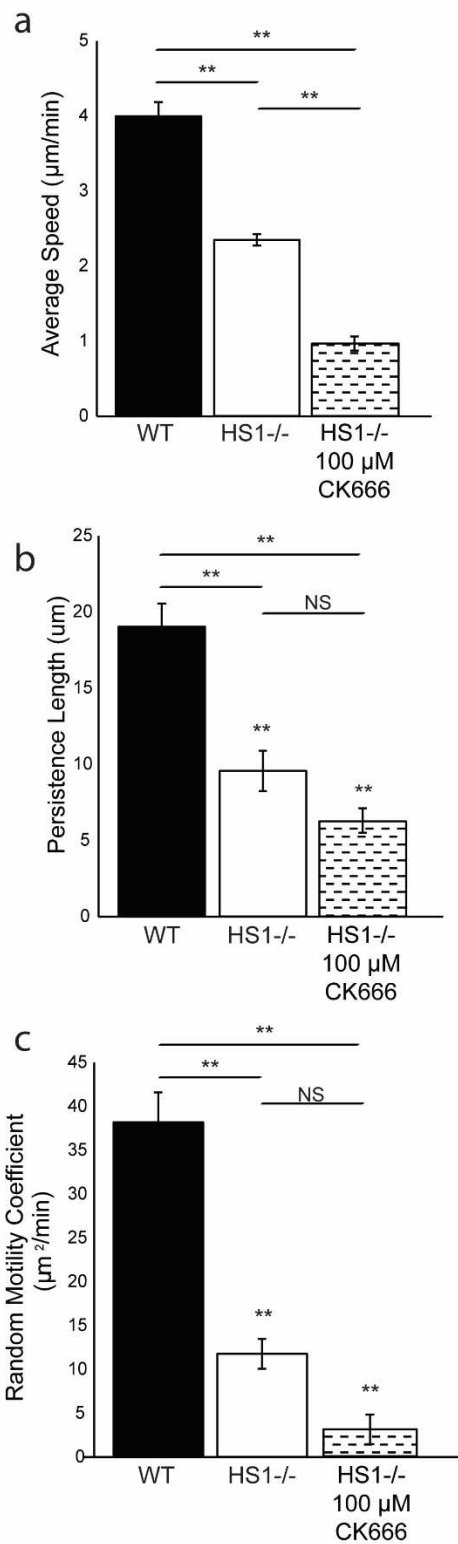 a
**
**
**
5
4
3
2
1
0
Average Speed (µm/min)
WT
HS1-/-
HS1-/-
100 µM
CK666
b
**
**
NS
25
20
15
10
5
0
Persistence Length (um)
**
**
WT
HS1-/-
HS1-/-
100 µM
CK666
c
**
**
NS
45
40
35
30
25
20
15
10
5
0
Random Motility Coefficient
(µm²/min)
**
**
WT
HS1-/-
HS1-/-
100 µM
CK666